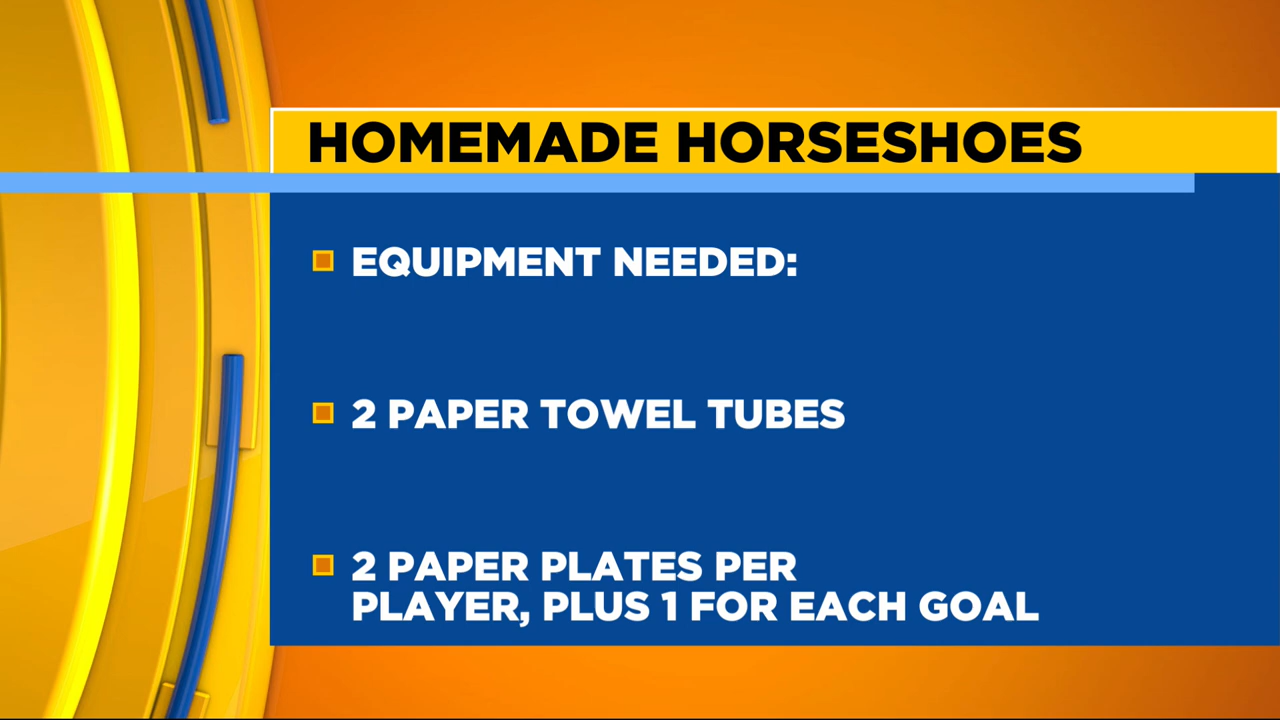 HOMEMADE HORSESHOES
EQUIPMENT NEEDED:
2 PAPER TOWEL TUBES
2 PAPER PLATES PER
PLAYER, PLUS 1 FOR EACH GOAL